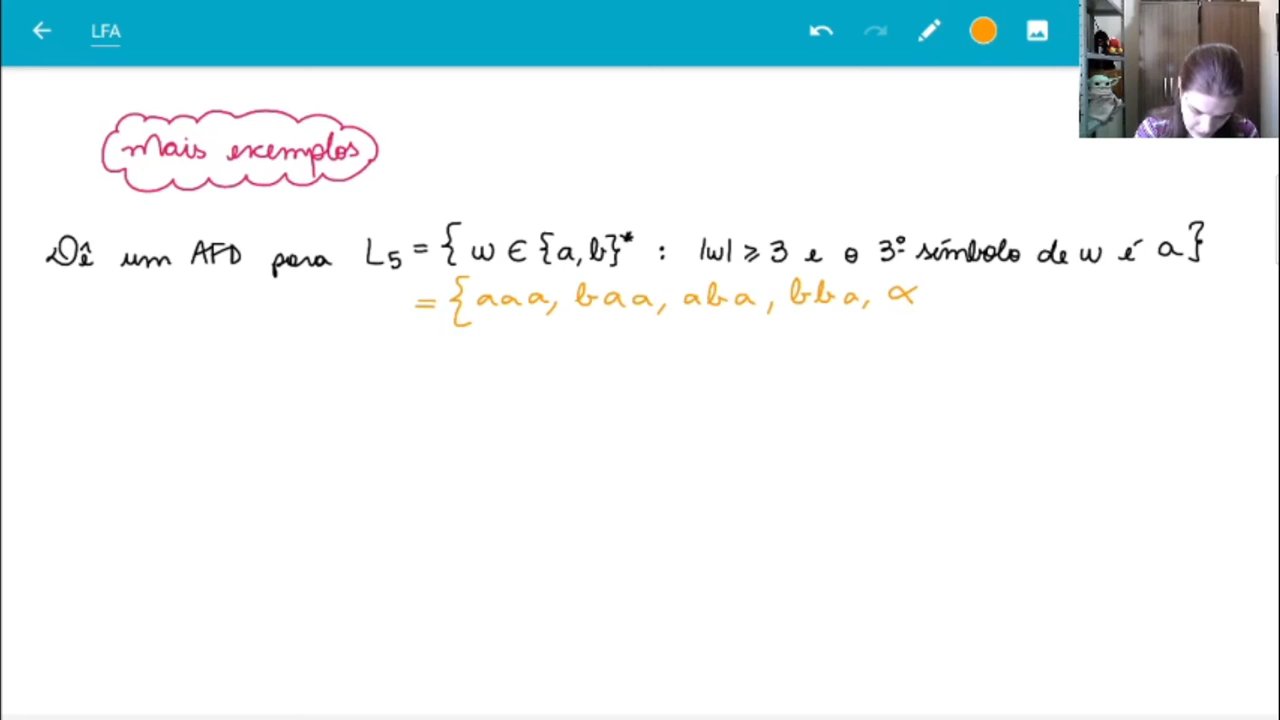 LFA
Mais exemplos
Dê um AFD para L₅ = { w ∈ {a,b}* : |w| ⩾ 3 e o 3º símbolo de w é a}
= { aaa, baa, aba, bba, α